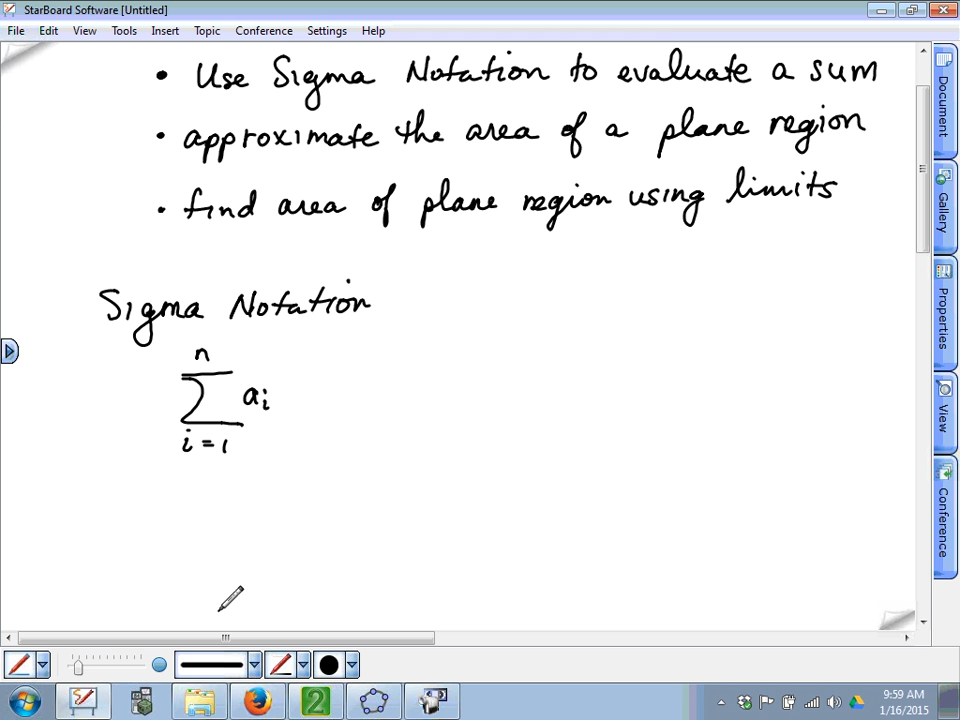 StarBoard Software [Untitled]
File Edit View Tools Insert Topic Conference Settings Help
• Use Sigma Notation to evaluate a sum
• approximate the area of a plane region
• find area of plane region using limits
Sigma Notation
n
∑ aᵢ
i = 1
Document
Gallery
Properties
View
Conference
2
9:59 AM
1/16/2015